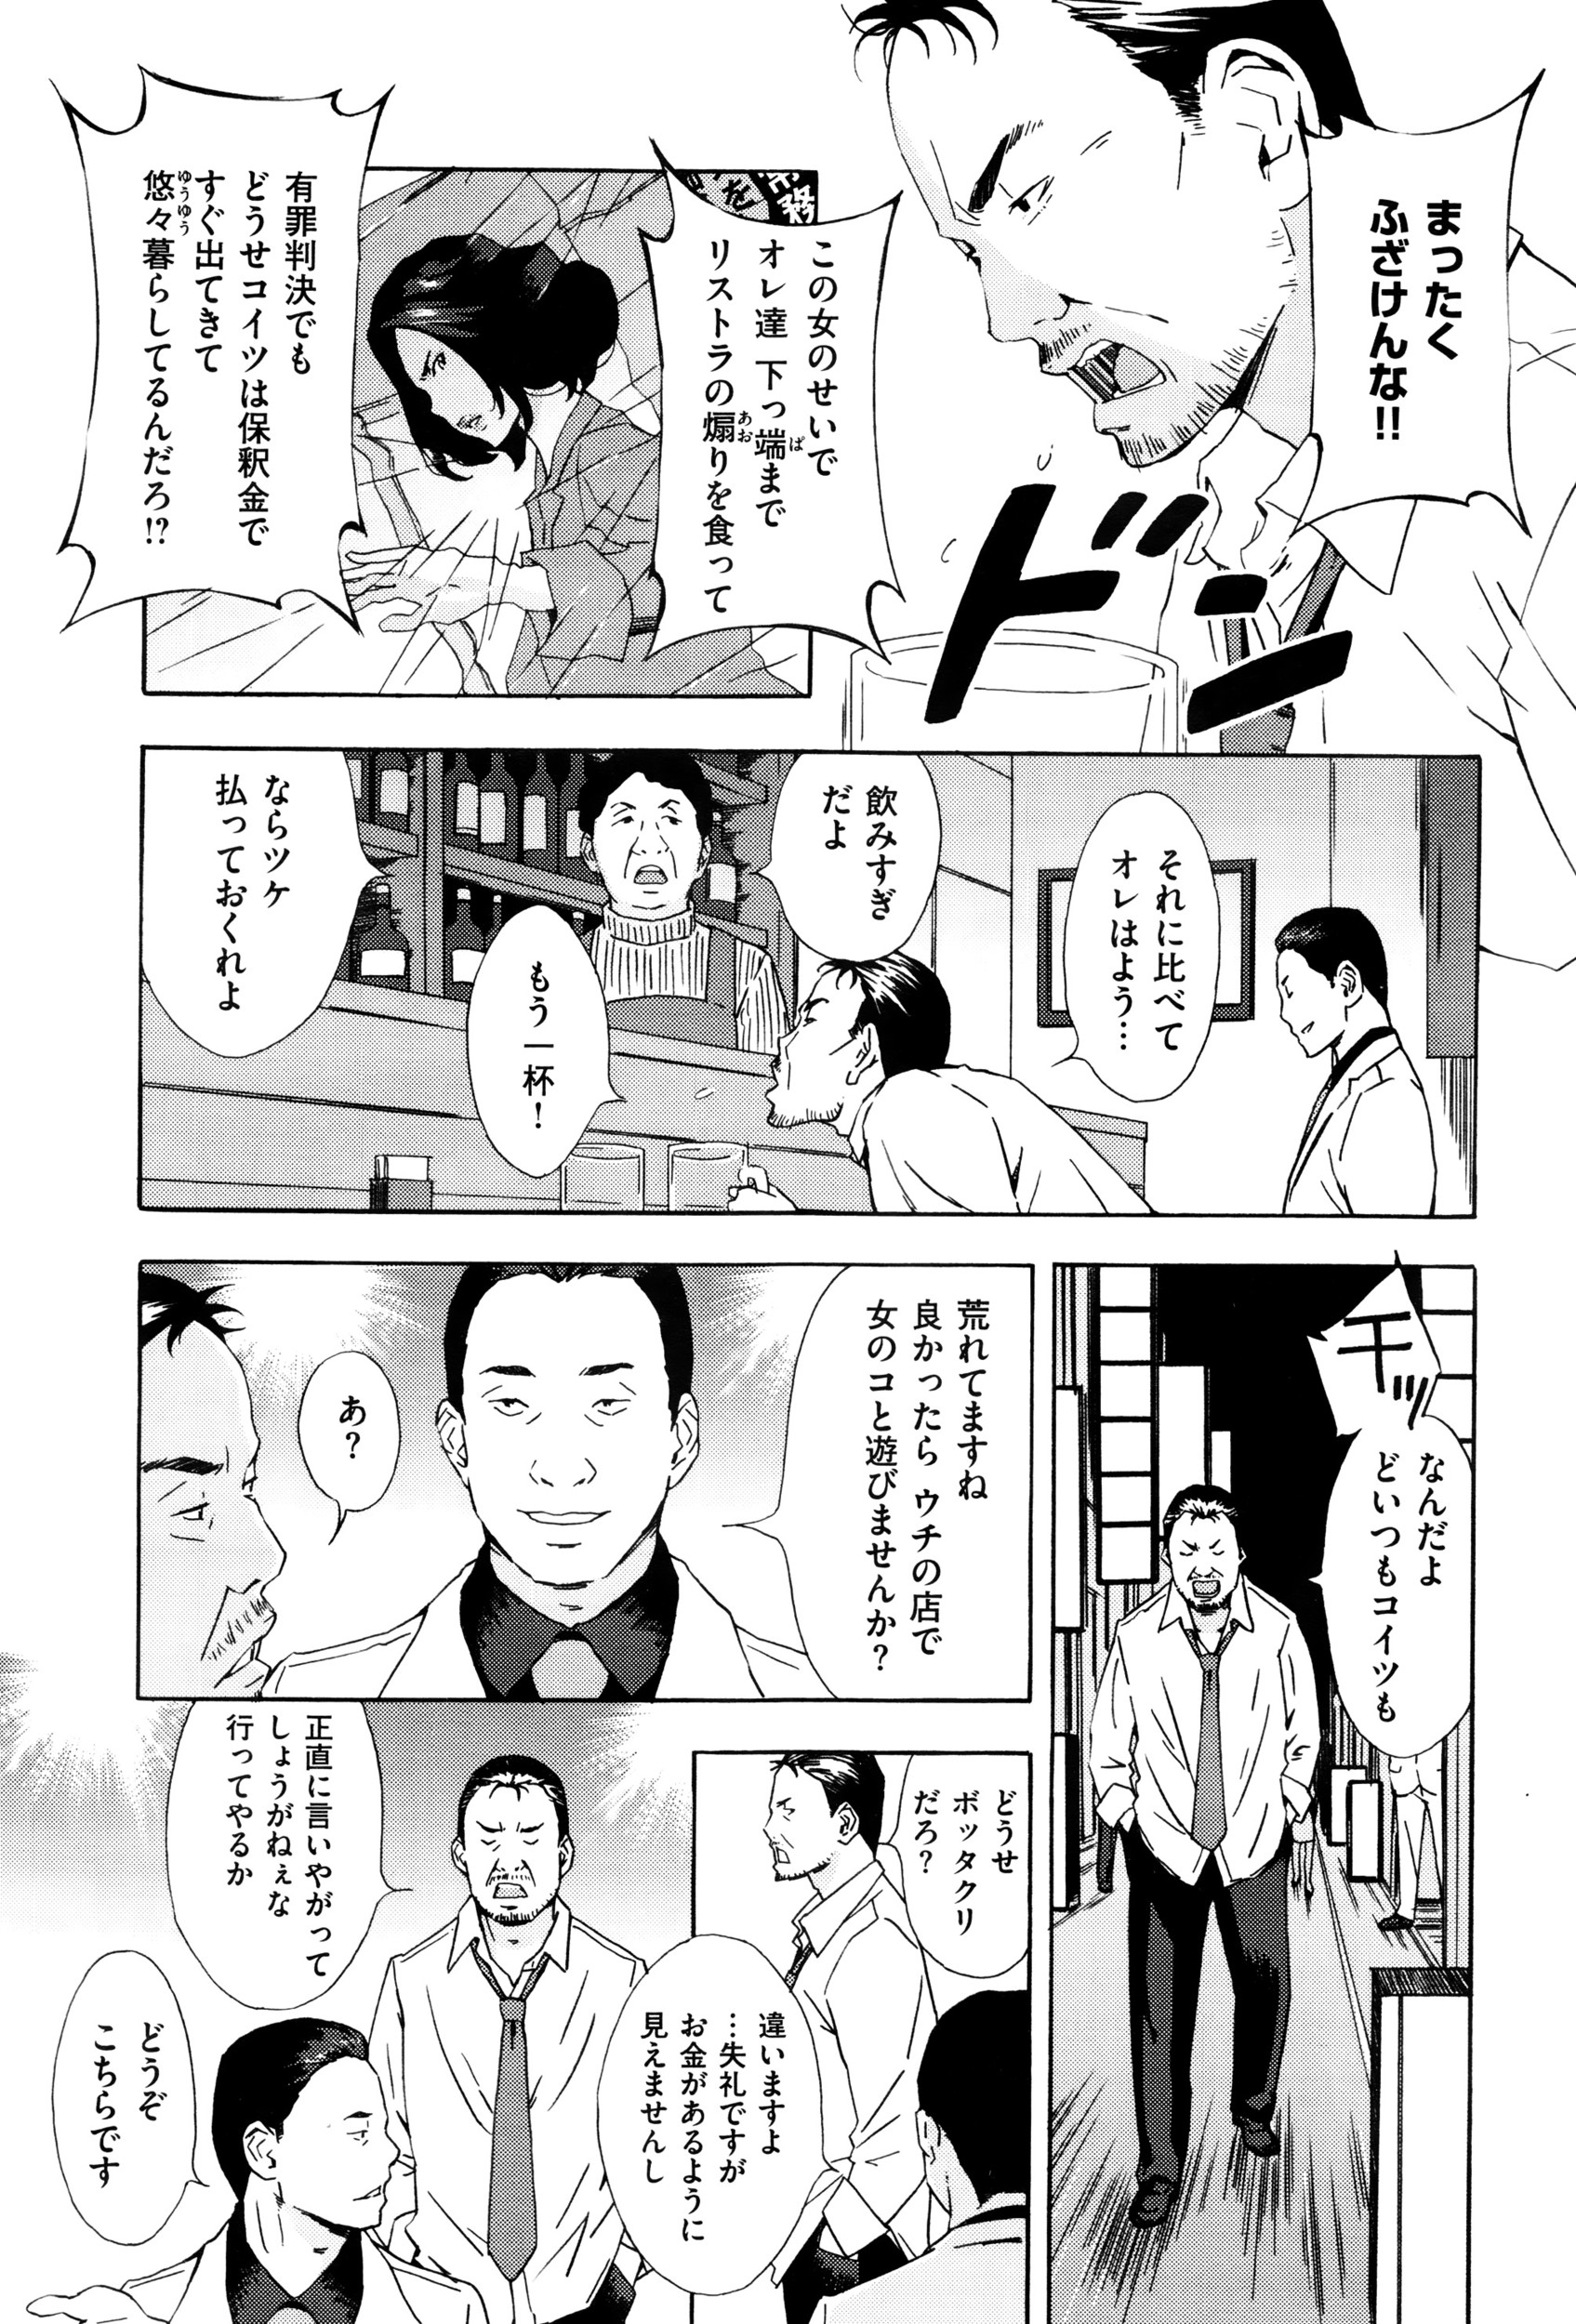 まったく
ふざけんな!!
ドン
この女のせいで
オレ達 下っ端まで
リストラの煽りを食って
有罪判決でも
どうせコイツは保釈金で
すぐ出てきて
悠々暮らしてるんだろ!?
それに比べて
オレはよう…
飲みすぎ
だよ
もう一杯!
ならツケ
払っておくれよ
チッ
なんだよ
どいつもコイツも
荒れてますね
良かったら ウチの店で
女のコと遊びませんか?
あ?
どうせ
ボッタクリ
だろ?
違いますよ
…失礼ですが
お金があるように
見えませんし
正直に言いやがって
しょうがねぇな
行ってやるか
どうぞ
こちらです